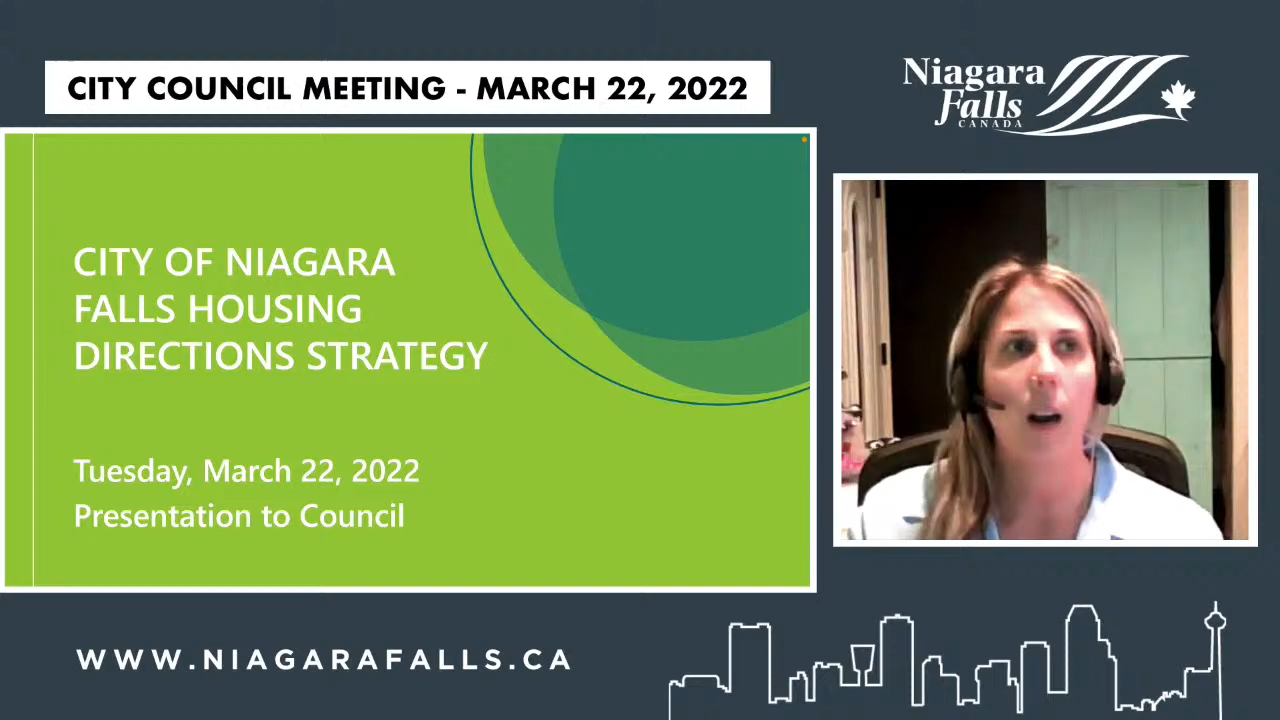 CITY COUNCIL MEETING - MARCH 22, 2022
Niagara
Falls
CANADA
CITY OF NIAGARA
FALLS HOUSING
DIRECTIONS STRATEGY
Tuesday, March 22, 2022
Presentation to Council
WWW.NIAGARAFALLS.CA